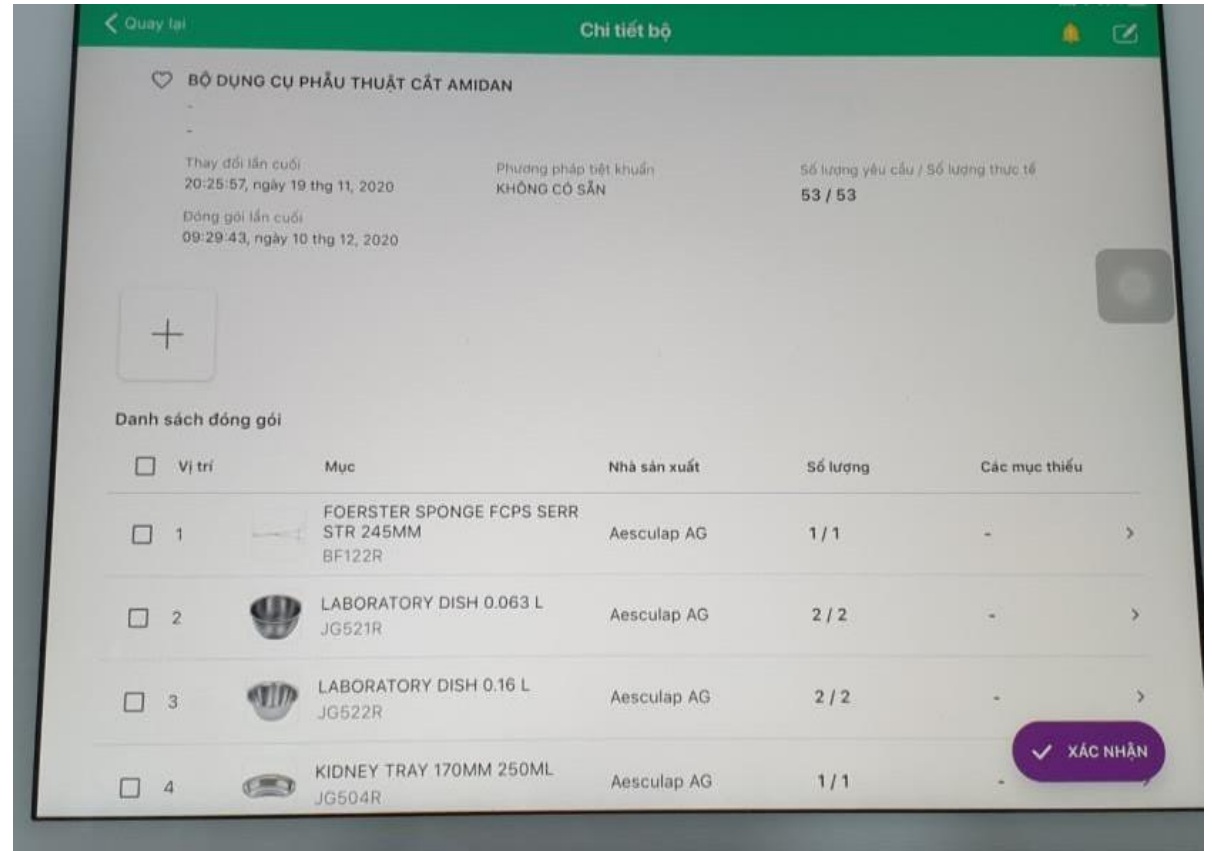 Quay lại
Chi tiết bộ
BỘ DỤNG CỤ PHẪU THUẬT CẮT AMIDAN
-
-
Thay đổi lần cuối
20:25:57, ngày 19 thg 11, 2020
Phương pháp tiệt khuẩn
KHÔNG CÓ SẴN
Số lượng yêu cầu / Số lượng thực tế
53 / 53
Đóng gói lần cuối
09:29:43, ngày 10 thg 12, 2020
Danh sách đóng gói
Vị trí Mục Nhà sản xuất Số lượng Các mục thiếu
1 FOERSTER SPONGE FCPS SERR
STR 245MM Aesculap AG 1 / 1 -
BF122R
2 LABORATORY DISH 0.063 L Aesculap AG 2 / 2 -
JG521R
3 LABORATORY DISH 0.16 L Aesculap AG 2 / 2 -
JG522R
XÁC NHẬN
4 KIDNEY TRAY 170MM 250ML Aesculap AG 1 / 1 -
JG504R